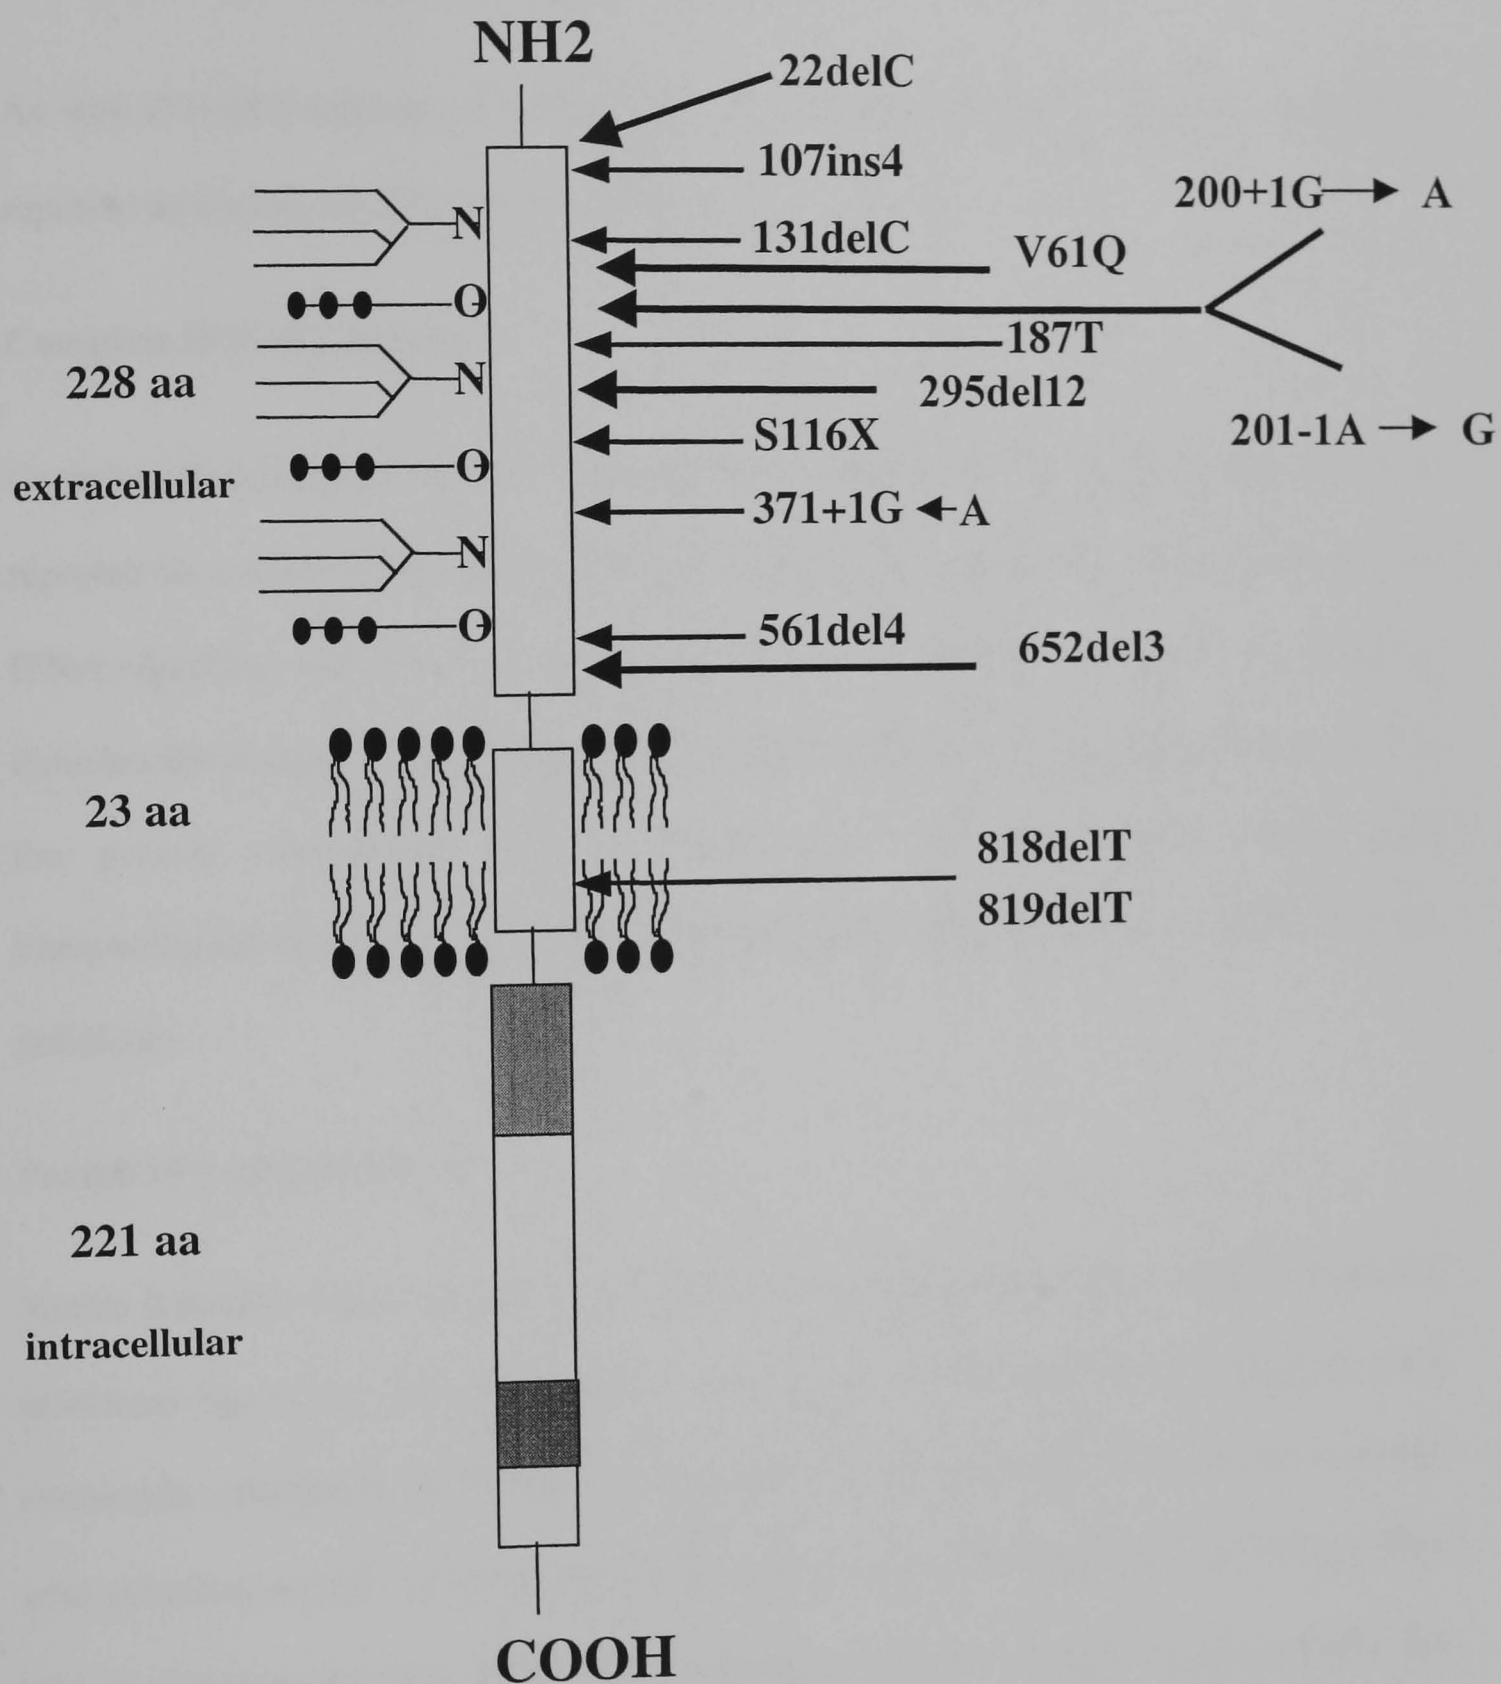 NH2
22delC
107ins4
200+1G → A
131delC
V61Q
N
O
187T
228 aa
N
295del12
201-1A → G
S116X
O
extracellular
371+1G ← A
N
561del4
O
652del3
23 aa
818delT
819delT
221 aa
intracellular
COOH